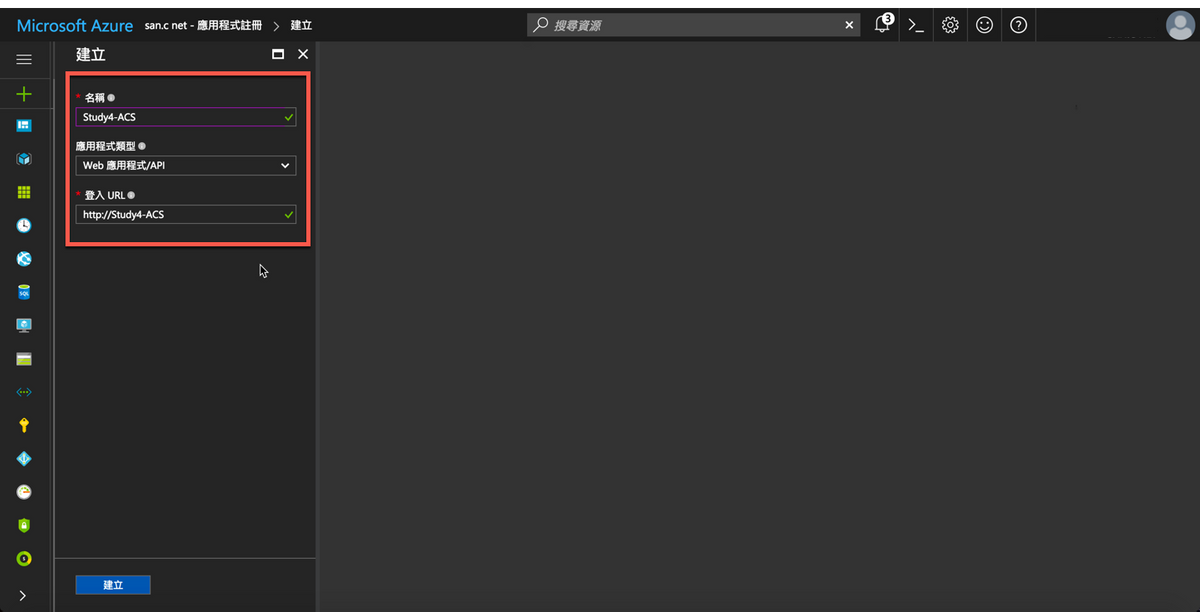 Microsoft Azure san.c net - 應用程式註冊 > 建立
搜尋資源
3
建立
* 名稱
Study4-ACS
應用程式類型
Web 應用程式/API
* 登入 URL
http://Study4-ACS
SQL
建立